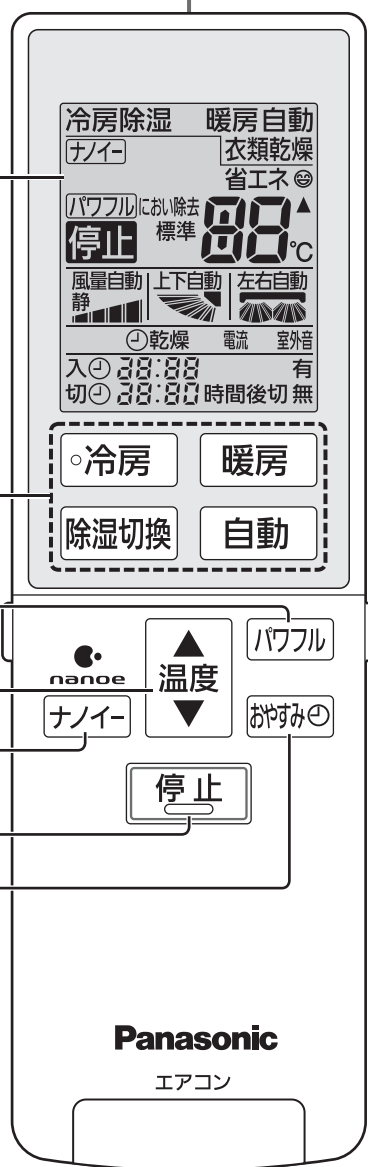 冷房除湿 暖房自動
ナノイー 衣類乾燥
省エネ
パワフル におい除去
停止 標準 88 ℃
風量自動 上下自動 左右自動
静
乾燥 電流 室外音
入 28:88 有
切 28:80 時間後切 無
冷房 暖房
除湿切換 自動
パワフル
nanoe
▲
温度
▼
ナノイー おやすみ
停止
Panasonic
エアコン